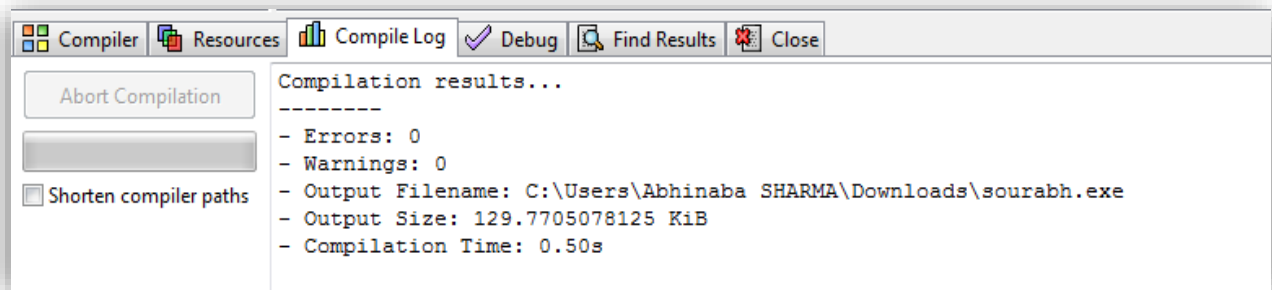 Compiler Resources Compile Log Debug Find Results Close
Abort Compilation
Shorten compiler paths
Compilation results...
--------
- Errors: 0
- Warnings: 0
- Output Filename: C:\Users\Abhinaba SHARMA\Downloads\sourabh.exe
- Output Size: 129.7705078125 KiB
- Compilation Time: 0.50s